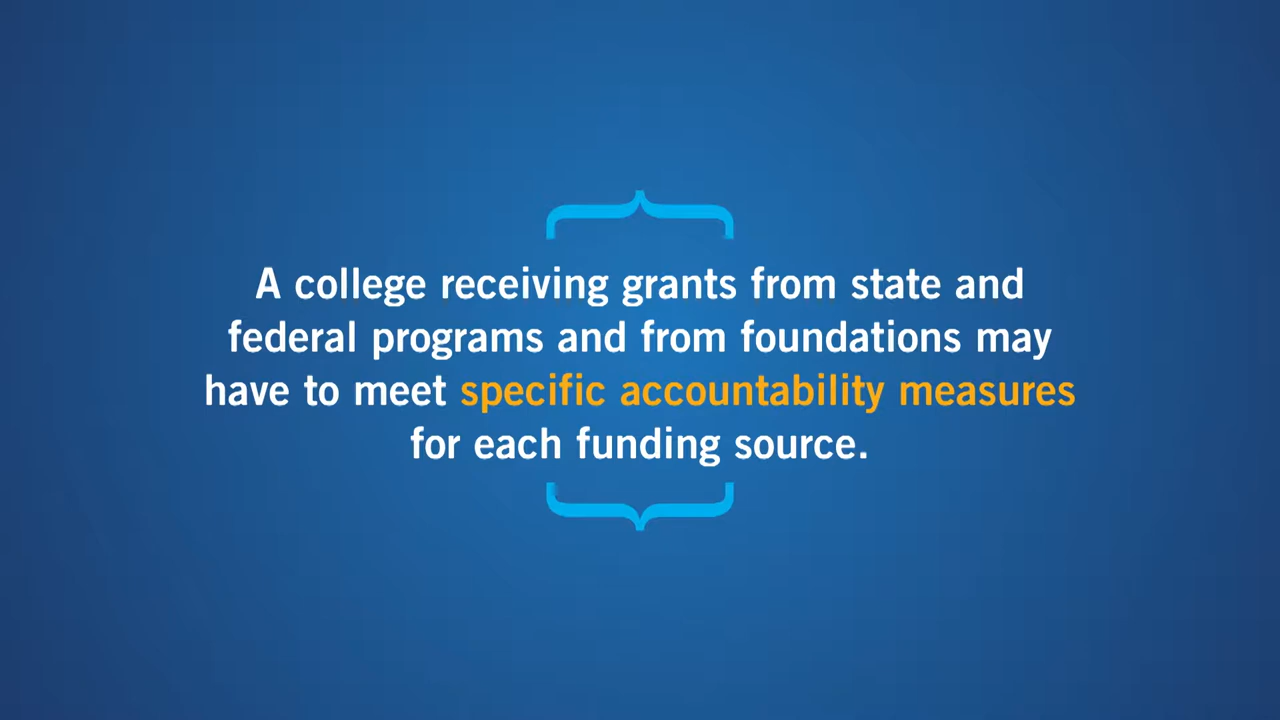 A college receiving grants from state and
federal programs and from foundations may
have to meet specific accountability measures
for each funding source.